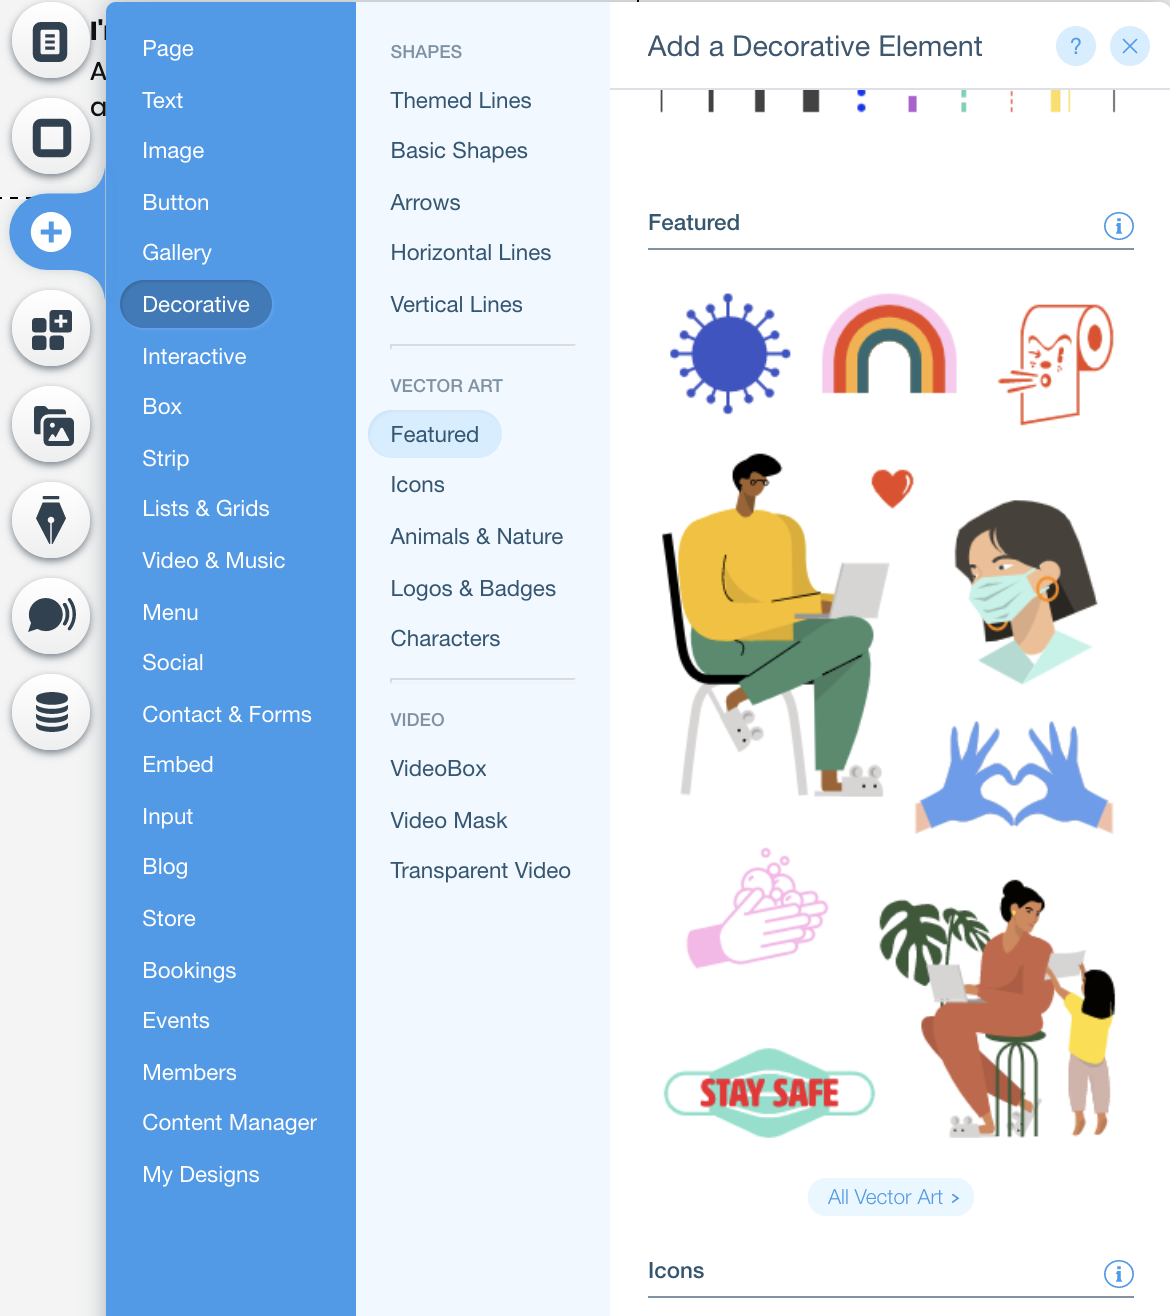 I'
A
a
Page
Text
Image
Button
Gallery
Decorative
Interactive
Box
Strip
Lists & Grids
Video & Music
Menu
Social
Contact & Forms
Embed
Input
Blog
Store
Bookings
Events
Members
Content Manager
My Designs
SHAPES
Themed Lines
Basic Shapes
Arrows
Horizontal Lines
Vertical Lines
VECTOR ART
Featured
Icons
Animals & Nature
Logos & Badges
Characters
VIDEO
VideoBox
Video Mask
Transparent Video
Add a Decorative Element
?
Featured
STAY SAFE
All Vector Art >
Icons